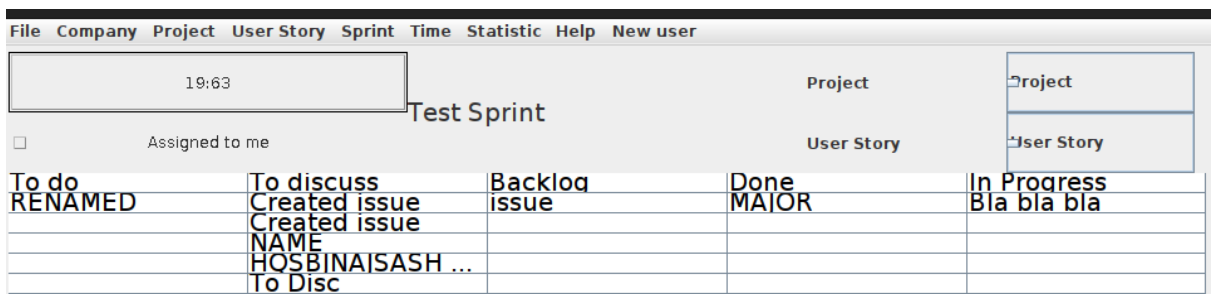 File Company Project User Story Sprint Time Statistic Help New user
19:63 Project Project
Test Sprint
Assigned to me User Story User Story
To do To discuss Backlog Done In Progress
RENAMED Created issue issue MAJOR Bla bla bla
Created issue
NAME
HQSBJNAJSASH ...
To Disc